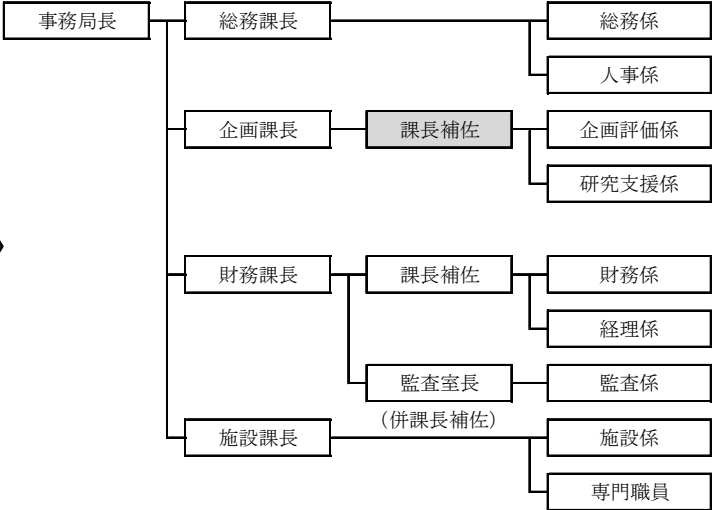 事務局長 総務課長 総務係
人事係
企画課長 課長補佐 企画評価係
研究支援係
財務課長 課長補佐 財務係
経理係
監査室長 監査係
（併課長補佐）
施設課長 施設係
専門職員